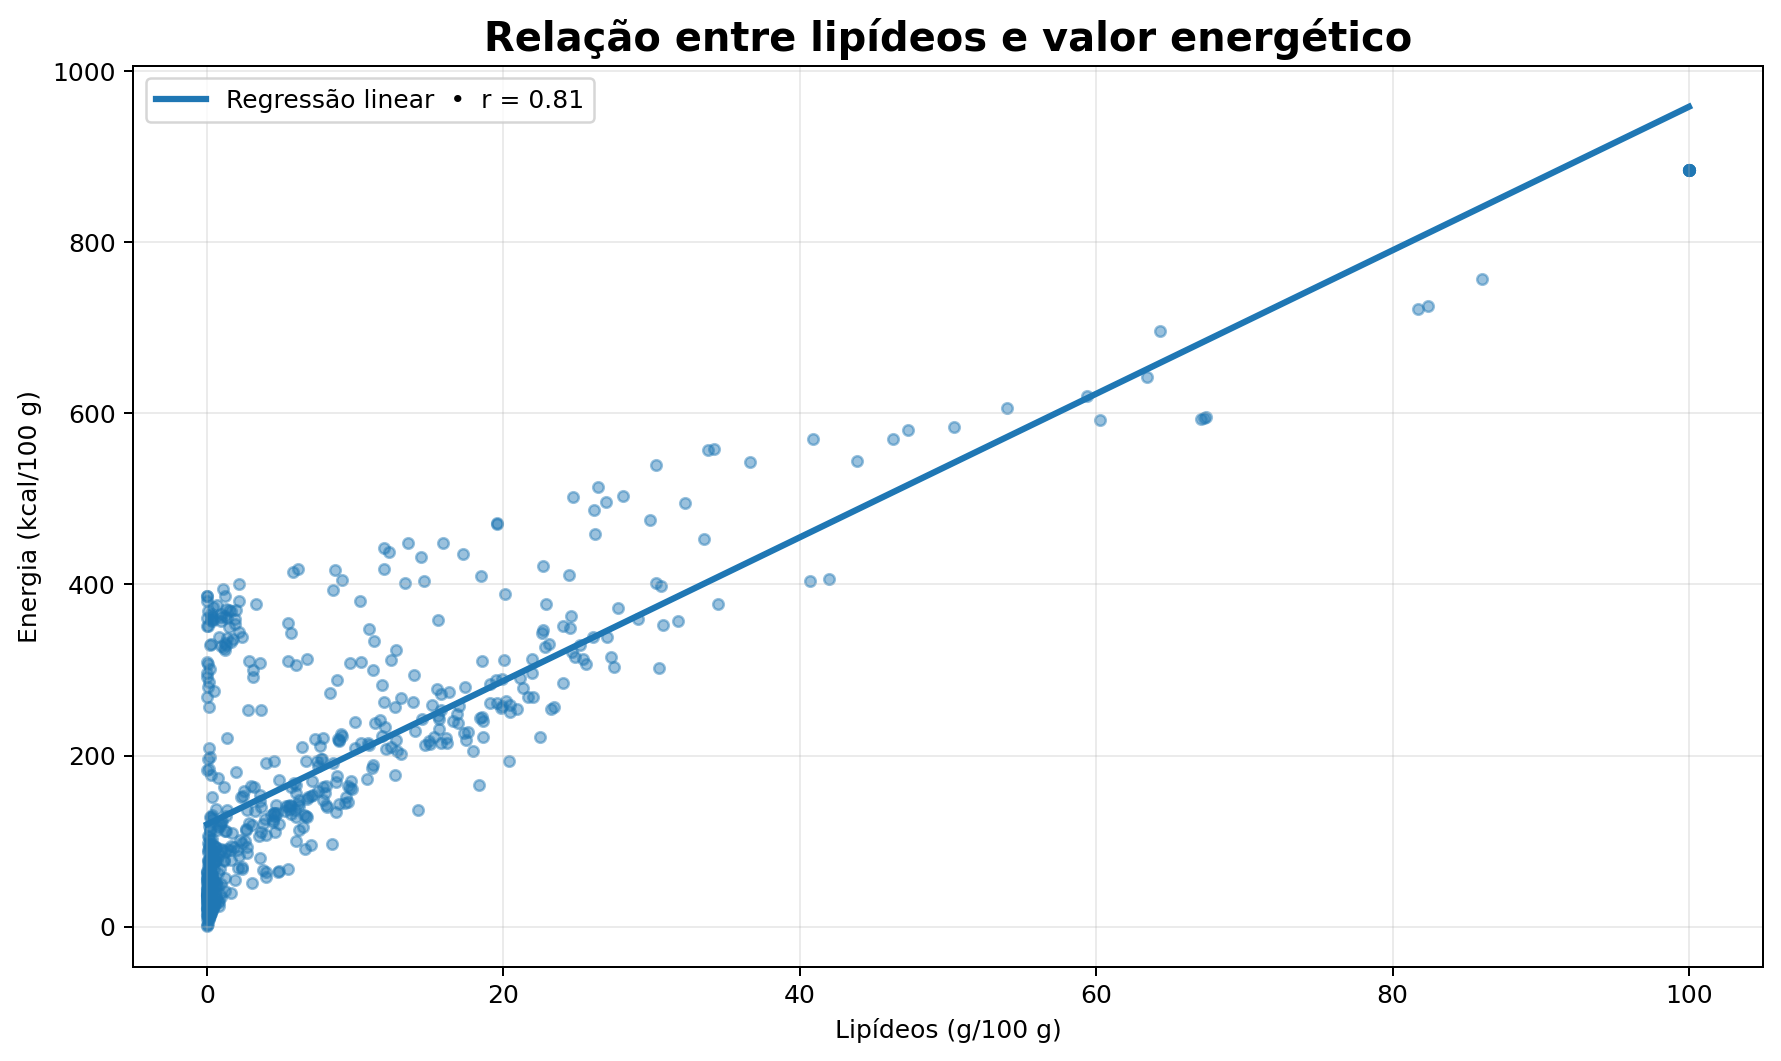 Relação entre lipídeos e valor energético
Regressão linear • r = 0.81
Energia (kcal/100 g)
1000
800
600
400
200
0
0 20 40 60 80 100
Lipídeos (g/100 g)